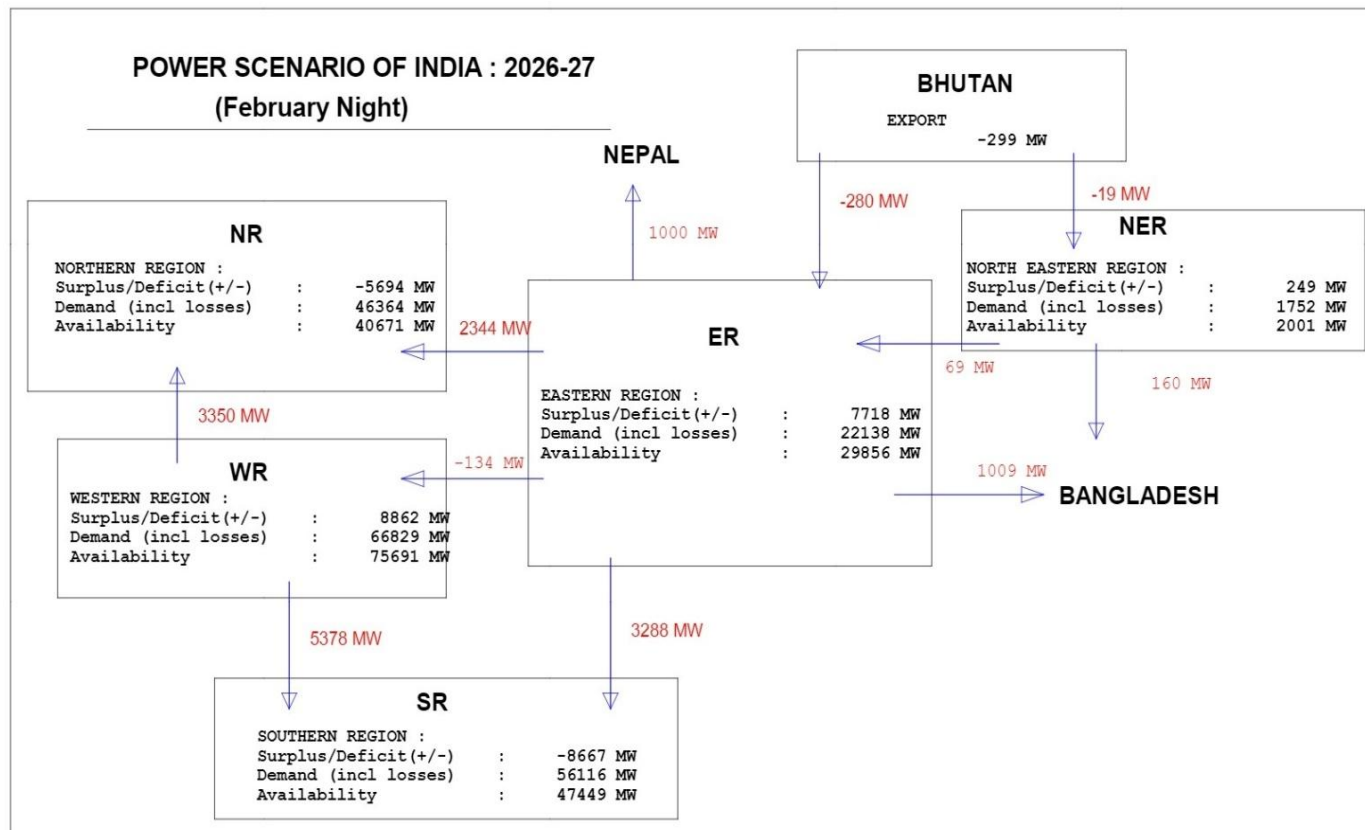 POWER SCENARIO OF INDIA : 2026-27
(February Night)
BHUTAN
EXPORT
-299 MW
NEPAL
-280 MW
-19 MW
1000 MW
NR
NORTHERN REGION :
Surplus/Deficit(+/-) : -5694 MW
Demand (incl losses) : 46364 MW
Availability : 40671 MW
NER
NORTH EASTERN REGION :
Surplus/Deficit(+/-) : 249 MW
Demand (incl losses) : 1752 MW
Availability : 2001 MW
2344 MW
69 MW
160 MW
ER
EASTERN REGION :
Surplus/Deficit(+/-) : 7718 MW
Demand (incl losses) : 22138 MW
Availability : 29856 MW
3350 MW
-134 MW
1009 MW
BANGLADESH
WR
WESTERN REGION :
Surplus/Deficit(+/-) : 8862 MW
Demand (incl losses) : 66829 MW
Availability : 75691 MW
5378 MW
3288 MW
SR
SOUTHERN REGION :
Surplus/Deficit(+/-) : -8667 MW
Demand (incl losses) : 56116 MW
Availability : 47449 MW